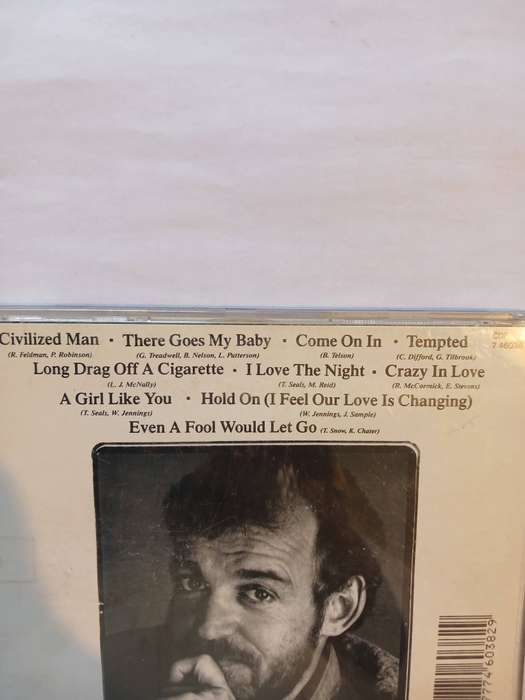 Civilized Man · There Goes My Baby · Come On In · Tempted
(R. Feldman, P. Robinson) (G. Treadwell, B. Nelson, L. Patterson) (B. Telson) (C. Difford, G. Tilbrook)
Long Drag Off A Cigarette · I Love The Night · Crazy In Love
(L. J. McNally) (T. Seals, M. Reid) (R. McCormick, E. Stevens)
A Girl Like You · Hold On (I Feel Our Love Is Changing)
(T. Seals, W. Jennings) (W. Jennings, J. Sample)
Even A Fool Would Let Go (T. Snow, K. Chater)
774603829